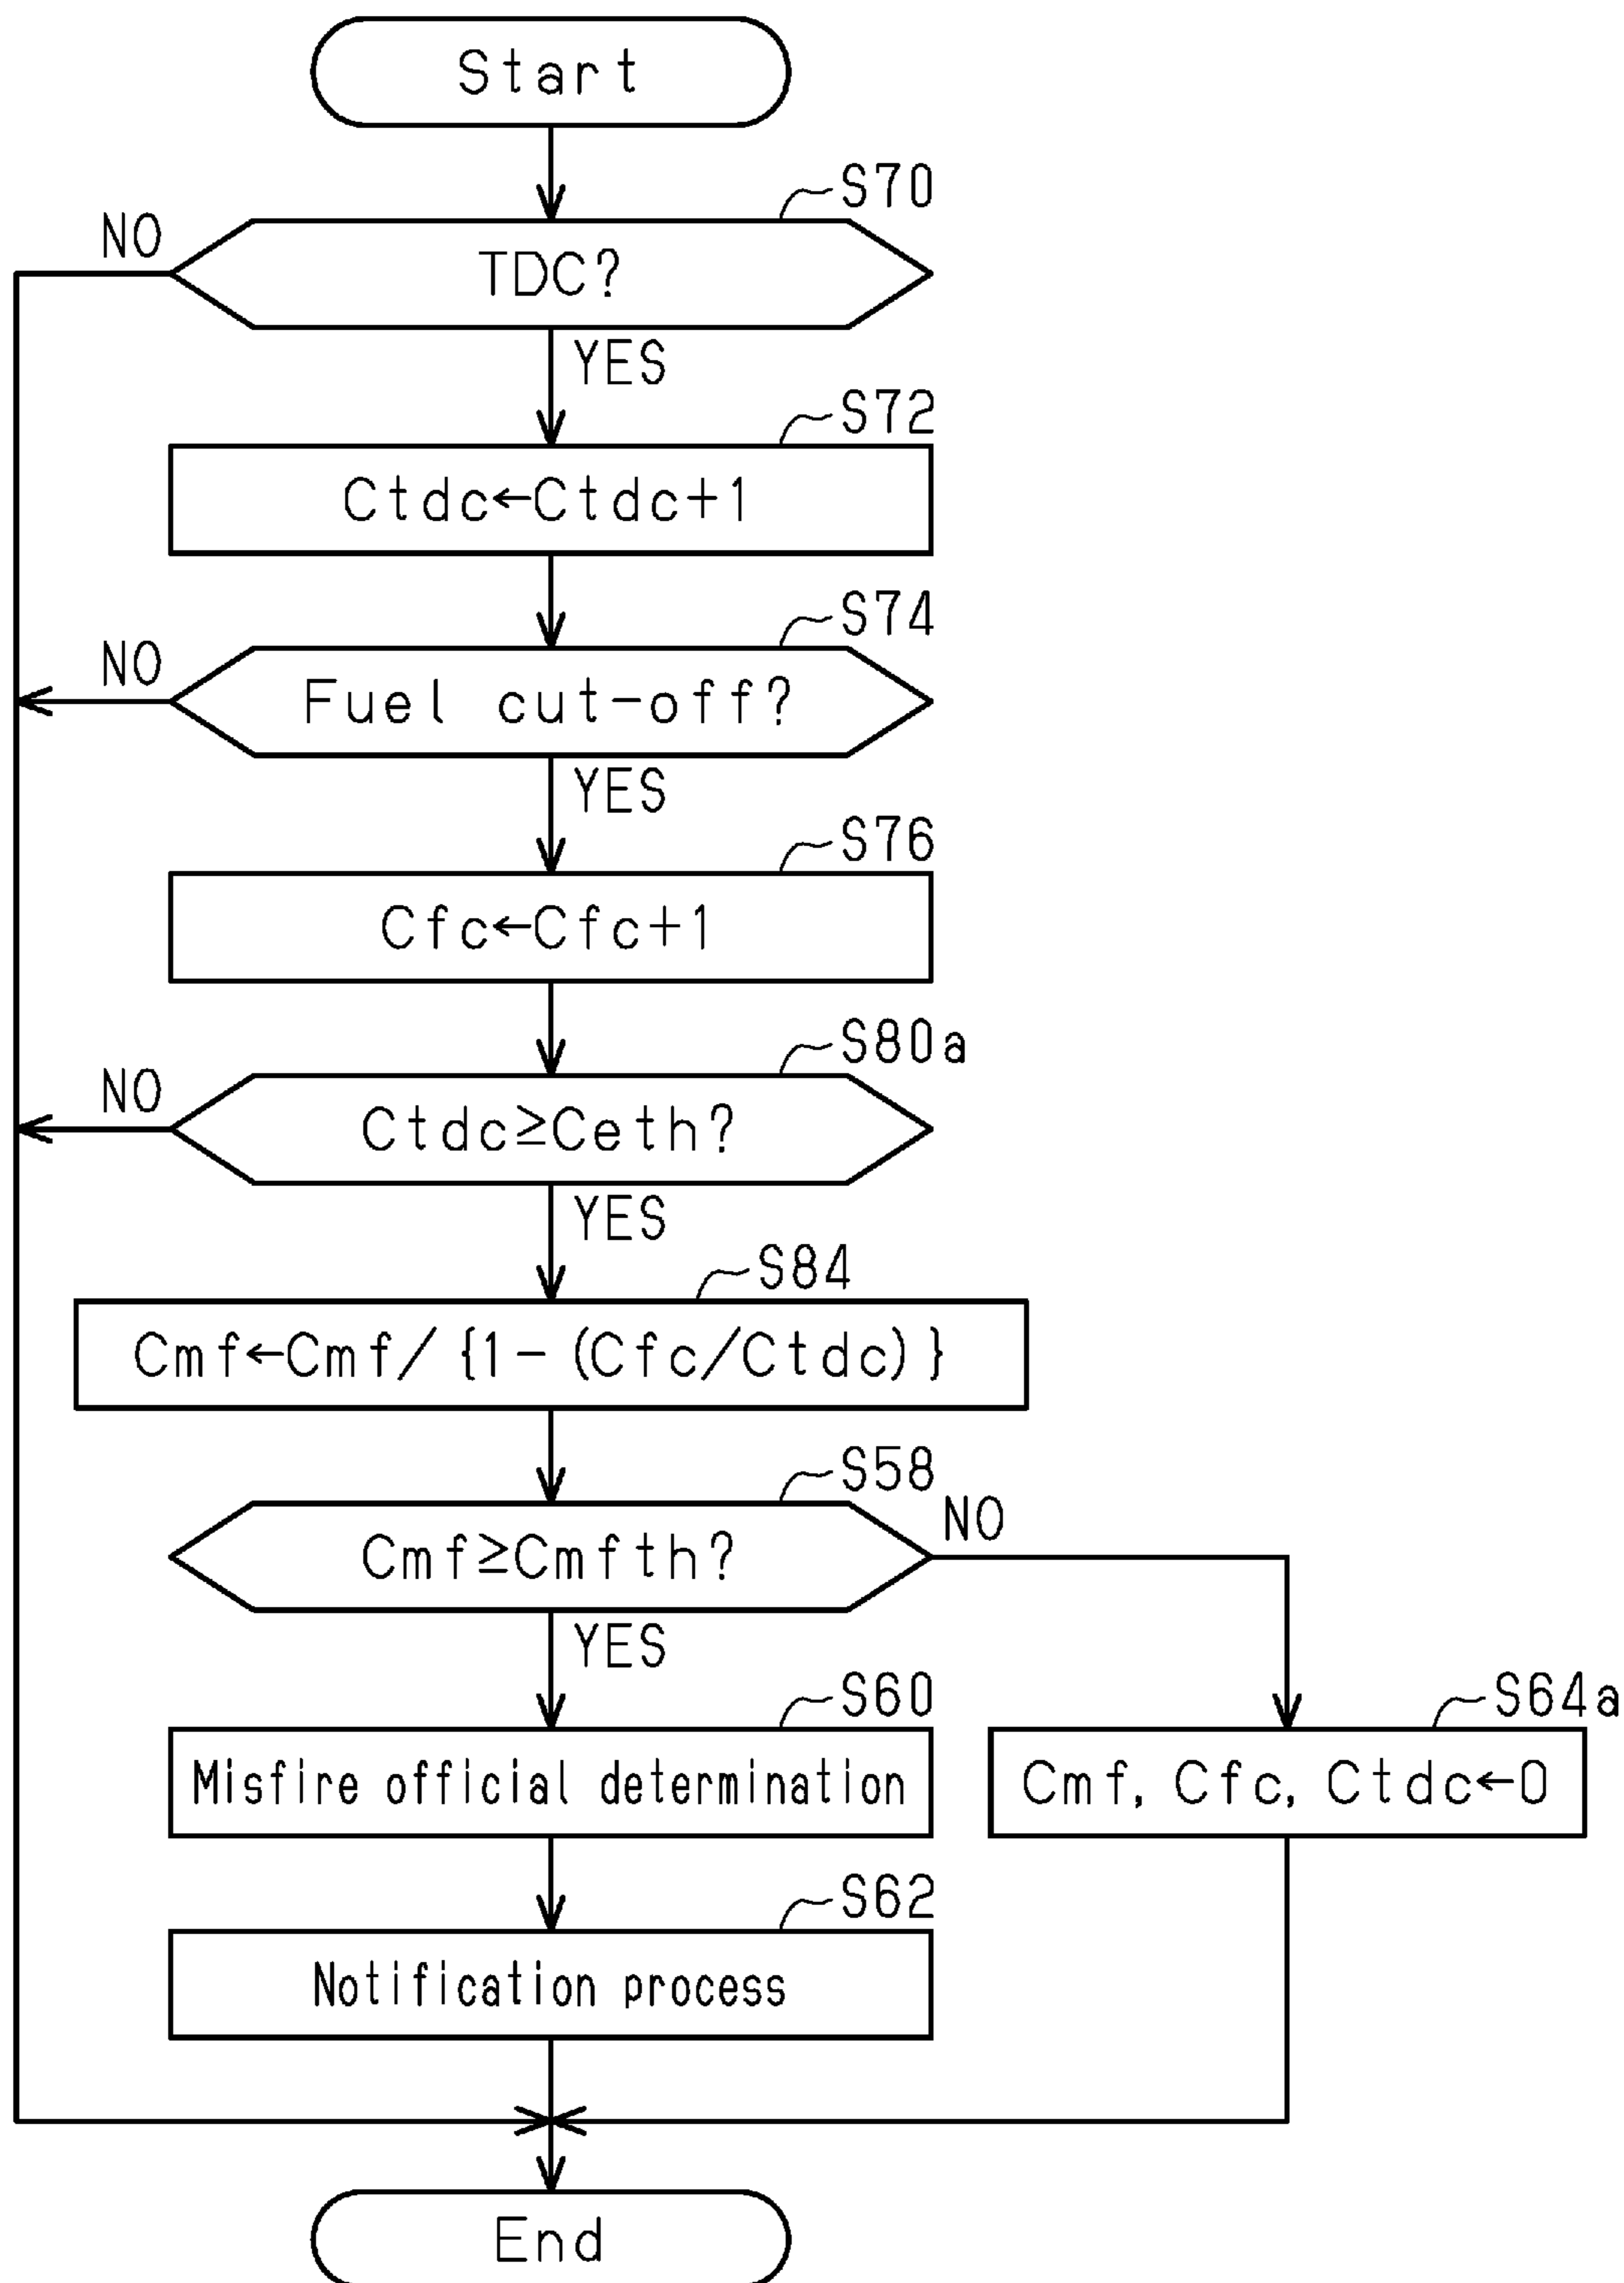 Start
S70
NO
TDC?
YES
S72
Ctdc←Ctdc+1
S74
NO
Fuel cut-off?
YES
S76
Cfc←Cfc+1
S80a
NO
Ctdc≥Ceth?
YES
S84
Cmf←Cmf/{1-(Cfc/Ctdc)}
S58
NO
Cmf≥Cmfth?
YES
S60
S64a
Misfire official determination
Cmf, Cfc, Ctdc←0
S62
Notification process
End